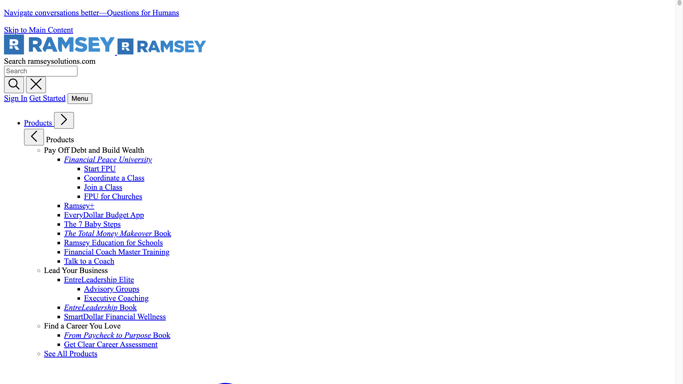 Navigate conversations better—Questions for Humans
Skip to Main Content
RAMSEY RAMSEY
Search ramseysolutions.com
Search
Sign In Get Started Menu
Products
Products
Pay Off Debt and Build Wealth
Financial Peace University
Start FPU
Coordinate a Class
Join a Class
FPU for Churches
Ramsey+
EveryDollar Budget App
The 7 Baby Steps
The Total Money Makeover Book
Ramsey Education for Schools
Financial Coach Master Training
Talk to a Coach
Lead Your Business
EntreLeadership Elite
Advisory Groups
Executive Coaching
EntreLeadership Book
SmartDollar Financial Wellness
Find a Career You Love
From Paycheck to Purpose Book
Get Clear Career Assessment
See All Products